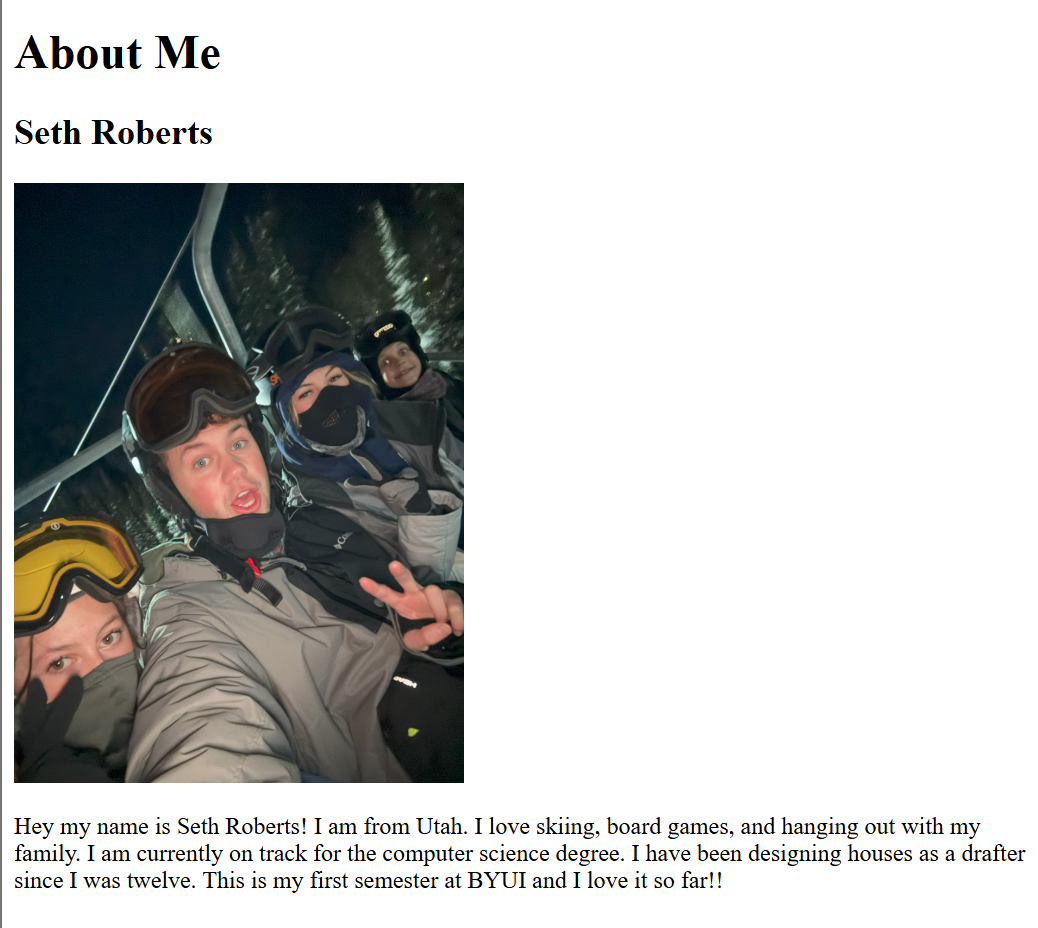 About Me
Seth Roberts
Hey my name is Seth Roberts! I am from Utah. I love skiing, board games, and hanging out with my
family. I am currently on track for the computer science degree. I have been designing houses as a drafter
since I was twelve. This is my first semester at BYUI and I love it so far!!